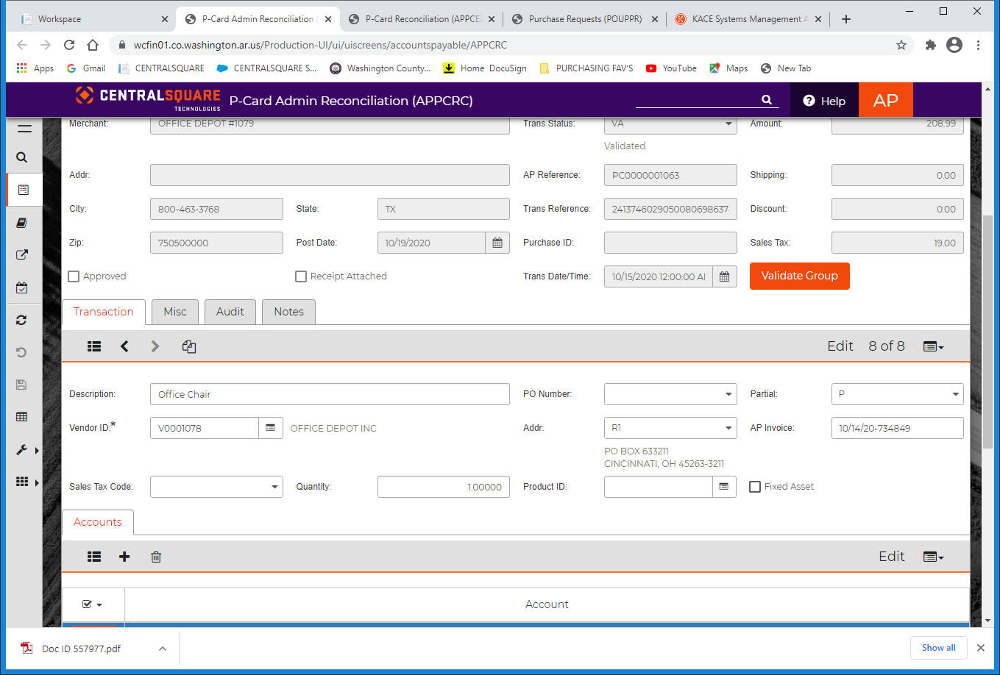 Workspace
P-Card Admin Reconciliation (
P-Card Reconciliation (APPCE
Purchase Requests (POUPPR)
KACE Systems Management A
wcfin01.co.washington.ar.us/Production-UI/ui/uiscreens/accountspayable/APPCRC
Apps
Gmail
CENTRALSQUARE
CENTRALSQUARE S...
Washington County...
Home DocuSign
PURCHASING FAV'S
YouTube
Maps
New Tab
CENTRALSQUARE
TECHNOLOGIES
P-Card Admin Reconciliation (APPCRC)
Help
AP
Merchant: OFFICE DEPOT #1079 Trans Status: VA Amount: 208.99
Validated
Addr: AP Reference: PC0000001063 Shipping: 0.00
City: 800-463-3768 State: TX Trans Reference: 2413746029050080698637 Discount: 0.00
Zip: 750500000 Post Date: 10/19/2020 Purchase ID: Sales Tax: 19.00
Approved Receipt Attached Trans Date/Time: 10/15/2020 12:00:00 AM Validate Group
Transaction Misc Audit Notes
Edit 8 of 8
Description: Office Chair PO Number: Partial: P
Vendor ID:* V0001078 OFFICE DEPOT INC Addr: R1 AP Invoice: 10/14/20-734849
PO BOX 633211
CINCINNATI, OH 45263-3211
Sales Tax Code: Quantity: 1.00000 Product ID: Fixed Asset
Accounts
Edit
Account
Doc ID 557977.pdf
Show all